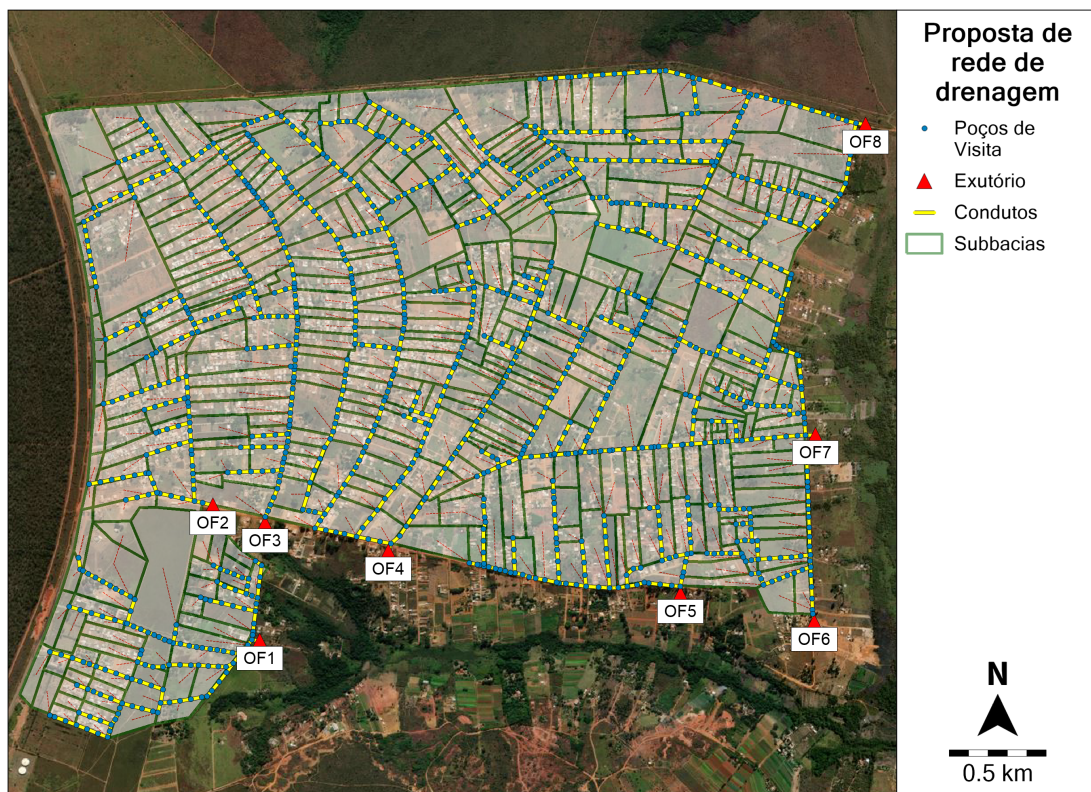 Proposta de
rede de
drenagem
Poços de
Visita
Exutório
Condutos
Subbacias
OF8
OF7
OF2
OF3
OF4
OF5
OF6
OF1
N
0.5 km